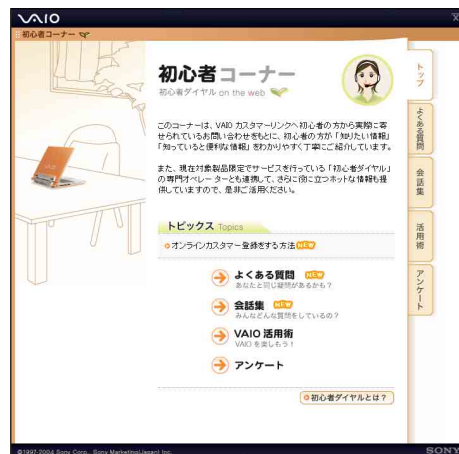 VAIO
初心者コーナー
初心者コーナー
初心者ダイヤル on the web
このコーナーは、VAIO カスタマーリンクへ初心者の方から実際に寄
せられているお問い合わせをもとに、初心者の方が「知りたい情報」
「知っていると便利な情報」をわかりやすく丁寧にご紹介しています。
また、現在対象製品限定でサービスを行っている「初心者ダイヤル」
の専門オペレーターとも連携して、さらに役に立つホットな情報も提
供していますので、是非ご活用ください。
トピックス Topics
オンラインカスタマー登録をする方法 NEW
よくある質問 NEW
あなたと同じ疑問があるかも？
会話集 NEW
みんなどんな質問をしているの？
VAIO 活用術
VAIO を楽しもう！
アンケート
初心者ダイヤルとは？
トップ
よくある質問
会話集
活用術
アンケート
©1997-2004 Sony Corp., Sony Marketing(Japan) Inc.
SONY